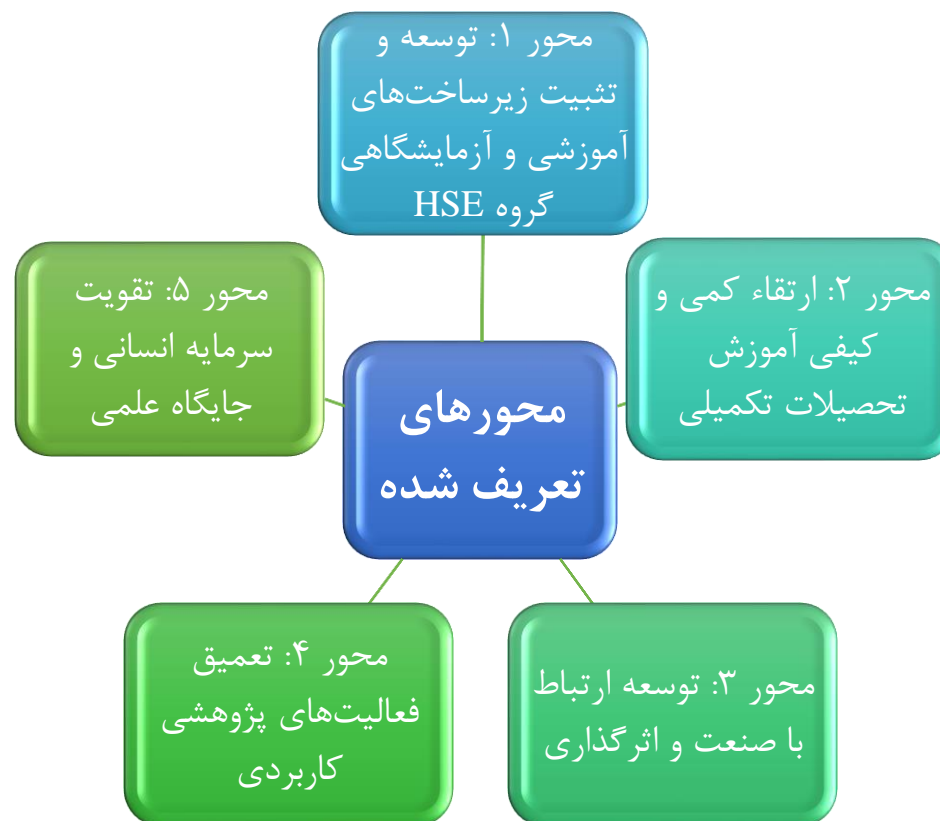 محور ۱: توسعه و
تثبیت زیرساخت‌های
آموزشی و آزمایشگاهی
گروه HSE
محور ۲: ارتقاء کمی و
کیفی آموزش
تحصیلات تکمیلی
محور ۳: توسعه ارتباط
با صنعت و اثرگذاری
محور ۴: تعمیق
فعالیت‌های پژوهشی
کاربردی
محور ۵: تقویت
سرمایه انسانی و
جایگاه علمی
محورهای
تعریف شده